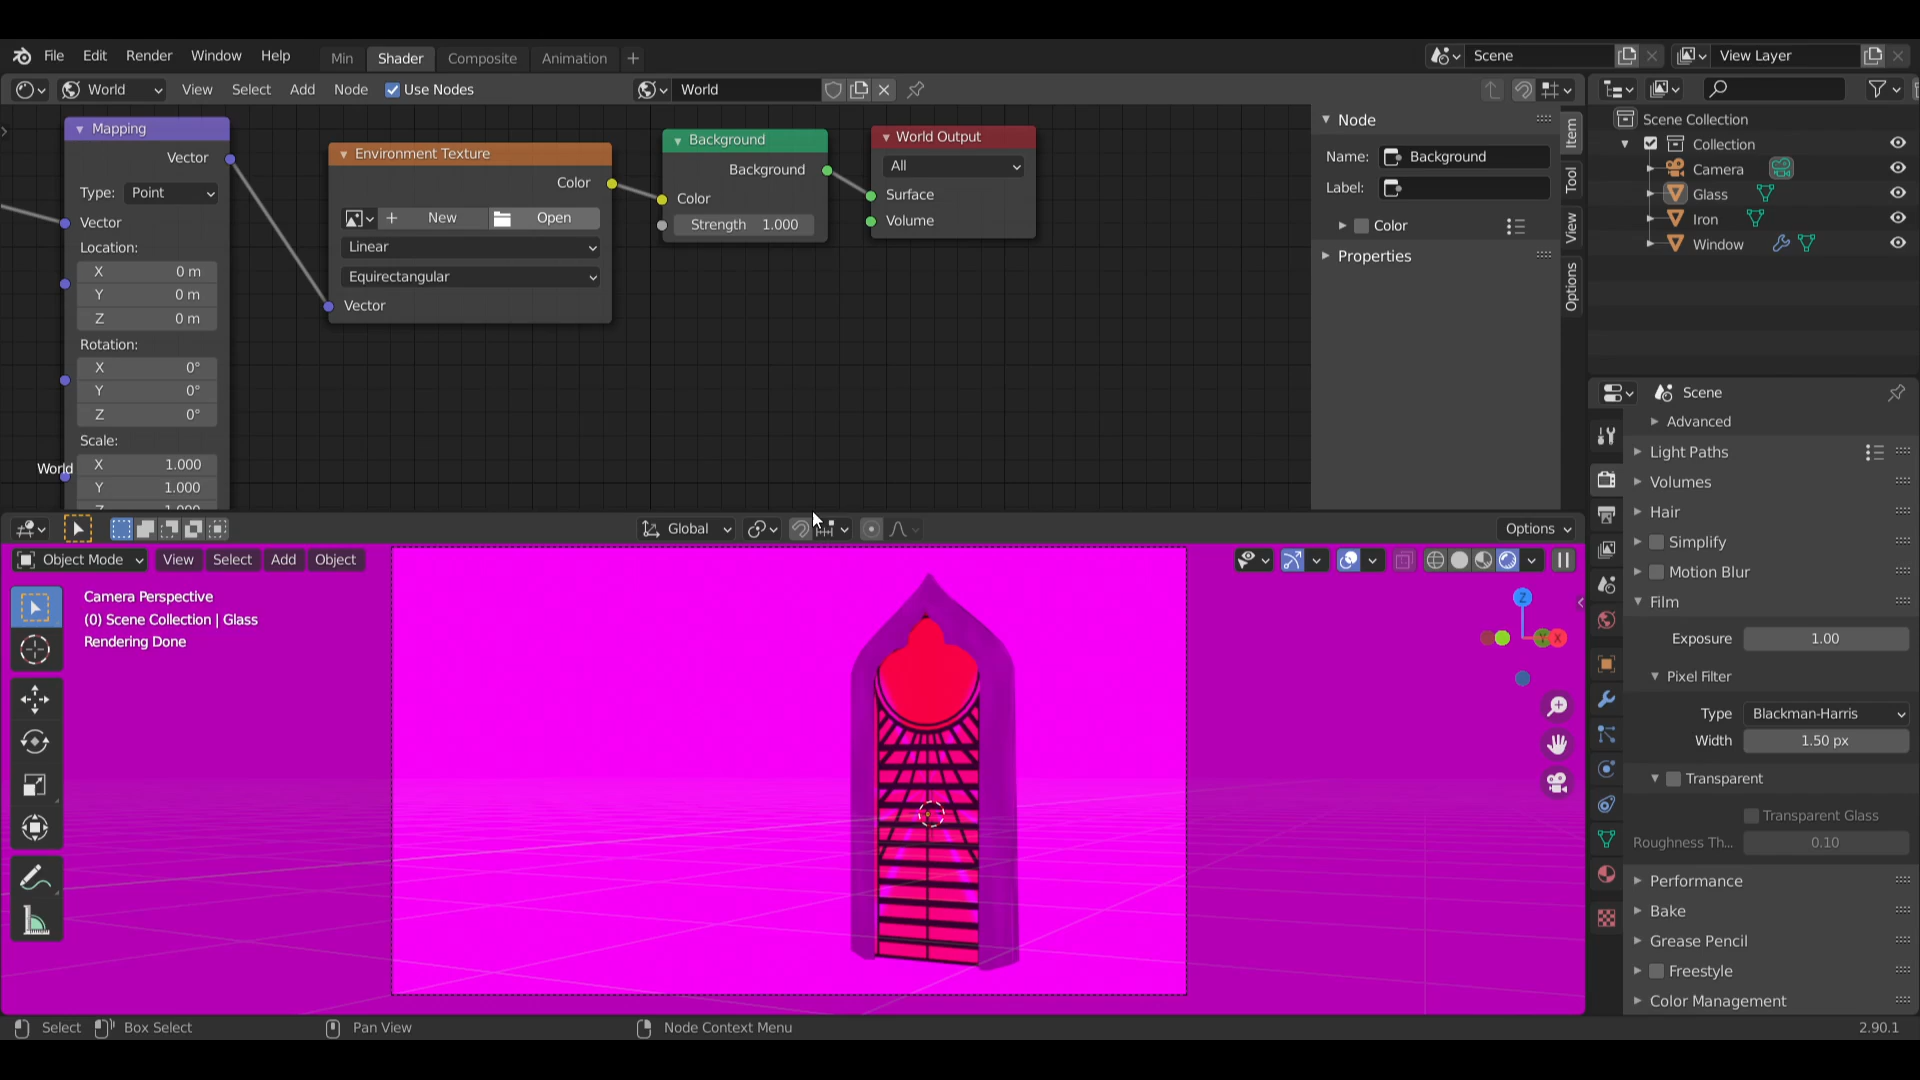 File Edit Render Window Help Min Shader Composite Animation + Scene View Layer
World View Select Add Node Use Nodes World
Mapping
Vector
Type: Point
Vector
Location:
X 0 m
Y 0 m
Z 0 m
Rotation:
X 0°
Y 0°
Z 0°
Scale:
X 1.000
Y 1.000
World
Environment Texture
Color
+ New Open
Linear
Equirectangular
Vector
Background
Background
Color
Strength 1.000
World Output
All
Surface
Volume
Node
Name: Background
Label:
Color
Properties
Item
Tool
View
Options
Scene Collection
Collection
Camera
Glass
Iron
Window
Global Options
Object Mode View Select Add Object
Camera Perspective
(0) Scene Collection | Glass
Rendering Done
Z
Y X
Scene
Advanced
Light Paths
Volumes
Hair
Simplify
Motion Blur
Film
Exposure 1.00
Pixel Filter
Type Blackman-Harris
Width 1.50 px
Transparent
Transparent Glass
Roughness Th... 0.10
Performance
Bake
Grease Pencil
Freestyle
Color Management
Select Box Select Pan View Node Context Menu 2.90.1